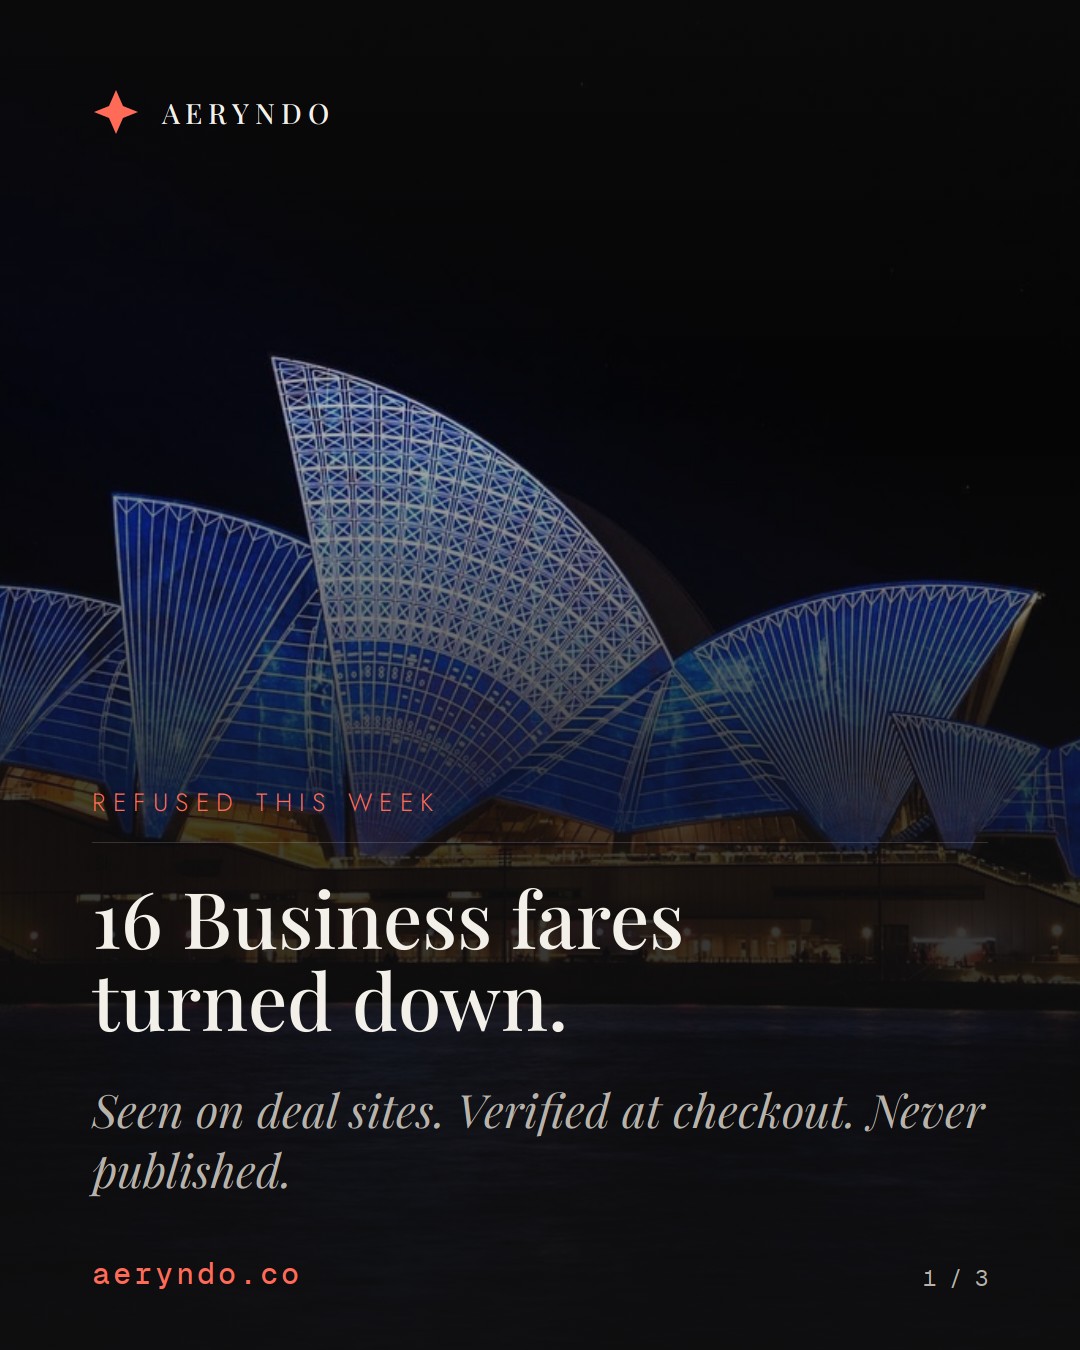 AERYNDO
REFUSED THIS WEEK
16 Business fares
turned down.
Seen on deal sites. Verified at checkout. Never
published.
aeryndo.co
1 / 3